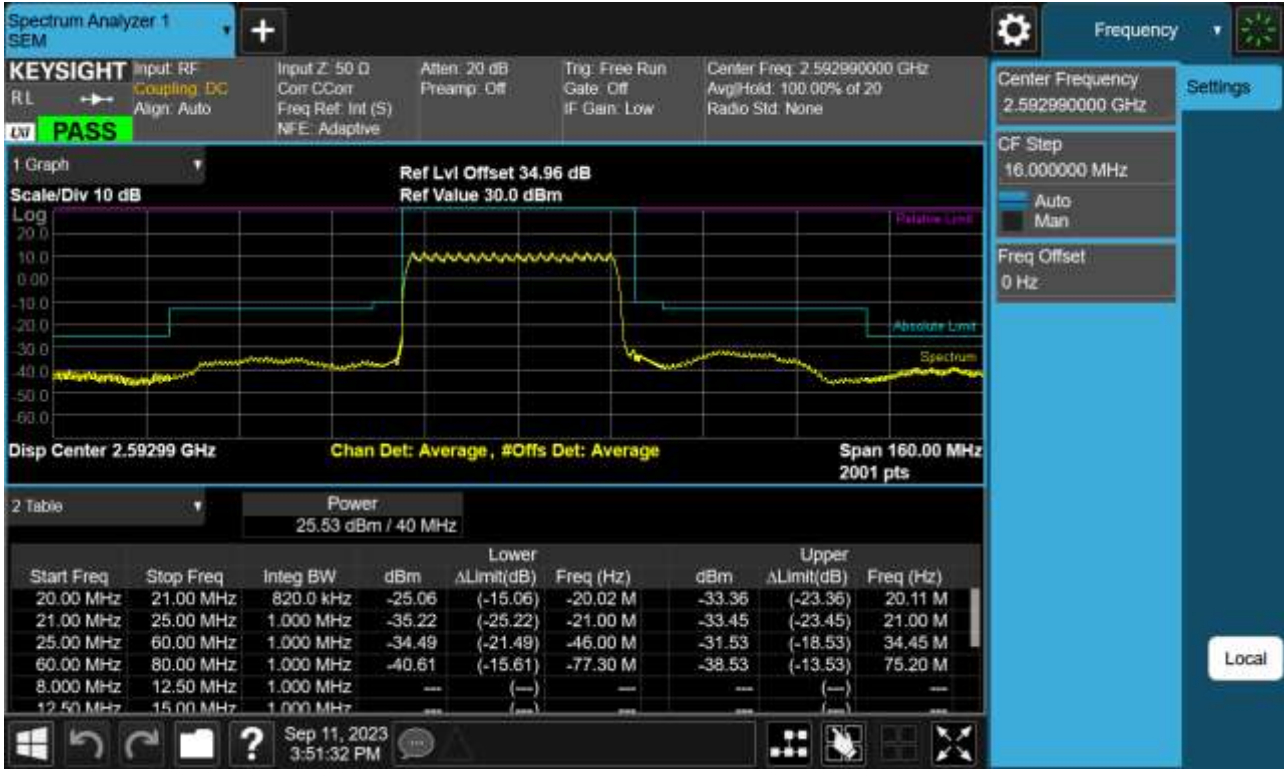 Spectrum Analyzer 1
SEM
Frequency
KEYSIGHT
RL
LXI PASS
Input: RF
Coupling: DC
Align: Auto
Input Z: 50 Ω
Corr CCorr
Freq Ref: Int (S)
NFE: Adaptive
Atten: 20 dB
Preamp: Off
Trig: Free Run
Gate: Off
IF Gain: Low
Center Freq: 2.592990000 GHz
Avg|Hold: 100.00% of 20
Radio Std: None
Center Frequency
2.592990000 GHz
Settings
CF Step
16.000000 MHz
Auto
Man
Freq Offset
0 Hz
Local
1 Graph
Scale/Div 10 dB
Ref Lvl Offset 34.96 dB
Ref Value 30.0 dBm
Log
20.0
10.0
0.00
-10.0
-20.0
-30.0
-40.0
-50.0
-60.0
Relative Limit
Absolute Limit
Spectrum
Disp Center 2.59299 GHz
Chan Det: Average, #Offs Det: Average
Span 160.00 MHz
2001 pts
2 Table
Power
25.53 dBm / 40 MHz
Lower Upper
Start Freq Stop Freq Integ BW dBm ΔLimit(dB) Freq (Hz) dBm ΔLimit(dB) Freq (Hz)
20.00 MHz 21.00 MHz 820.0 kHz -25.06 (-15.06) -20.02 M -33.36 (-23.36) 20.11 M
21.00 MHz 25.00 MHz 1.000 MHz -35.22 (-25.22) -21.00 M -33.45 (-23.45) 21.00 M
25.00 MHz 60.00 MHz 1.000 MHz -34.49 (-21.49) -46.00 M -31.53 (-18.53) 34.45 M
60.00 MHz 80.00 MHz 1.000 MHz -40.61 (-15.61) -77.30 M -38.53 (-13.53) 75.20 M
8.000 MHz 12.50 MHz 1.000 MHz --- (---) --- --- (---) ---
12.50 MHz 15.00 MHz 1.000 MHz --- (---) --- --- (---) ---
Sep 11, 2023
3:51:32 PM